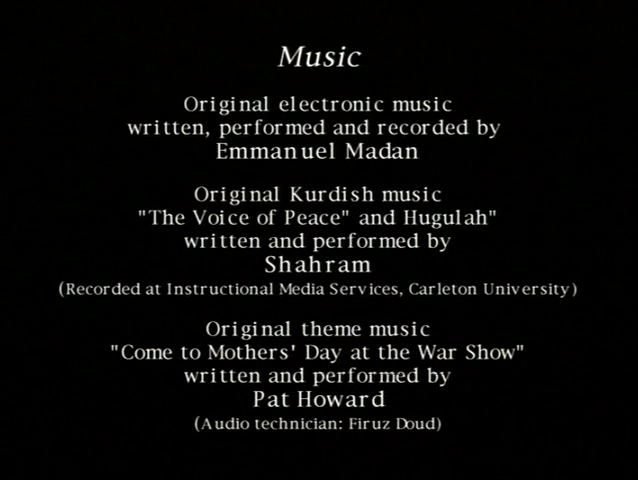 Music
Original electronic music
written, performed and recorded by
Emmanuel Madan
Original Kurdish music
"The Voice of Peace" and Hugulah"
written and performed by
Shahram
(Recorded at Instructional Media Services, Carleton University)
Original theme music
"Come to Mothers' Day at the War Show"
written and performed by
Pat Howard
(Audio technician: Firuz Doud)